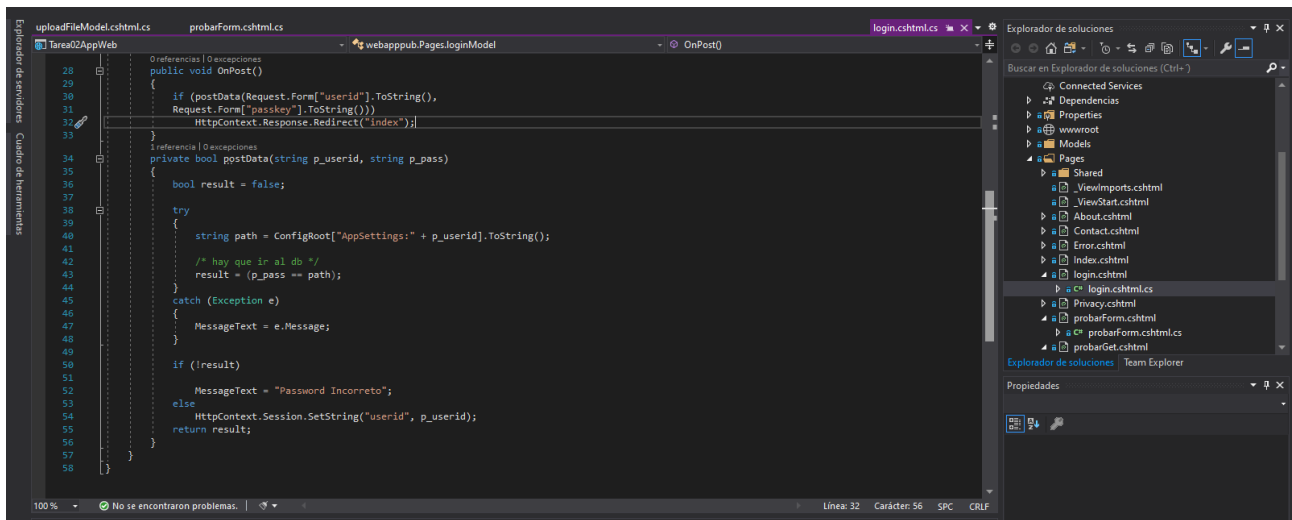 uploadFileModel.cshtml.cs probarForm.cshtml.cs login.cshtml.cs
Tarea02AppWeb webapppub.Pages.loginModel OnPost()
Explorador de servidores
Cuadro de herramientas
0 referencias | 0 excepciones
28 public void OnPost()
29 {
30 if (postData(Request.Form["userid"].ToString(),
31 Request.Form["passkey"].ToString()))
32 HttpContext.Response.Redirect("index");
33 }
1 referencia | 0 excepciones
34 private bool postData(string p_userid, string p_pass)
35 {
36 bool result = false;
37
38 try
39 {
40 string path = ConfigRoot["AppSettings:" + p_userid].ToString();
41
42 /* hay que ir al db */
43 result = (p_pass == path);
44 }
45 catch (Exception e)
46 {
47 MessageText = e.Message;
48 }
49
50 if (!result)
51
52 MessageText = "Password Incorreto";
53 else
54 HttpContext.Session.SetString("userid", p_userid);
55 return result;
56 }
57 }
58 }
100 % No se encontraron problemas. Línea: 32 Carácter: 56 SPC CRLF
Explorador de soluciones
Buscar en Explorador de soluciones (Ctrl+´)
Connected Services
Dependencias
Properties
wwwroot
Models
Pages
Shared
_ViewImports.cshtml
_ViewStart.cshtml
About.cshtml
Contact.cshtml
Error.cshtml
Index.cshtml
login.cshtml
C# login.cshtml.cs
Privacy.cshtml
probarForm.cshtml
C# probarForm.cshtml.cs
probarGet.cshtml
Explorador de soluciones Team Explorer
Propiedades